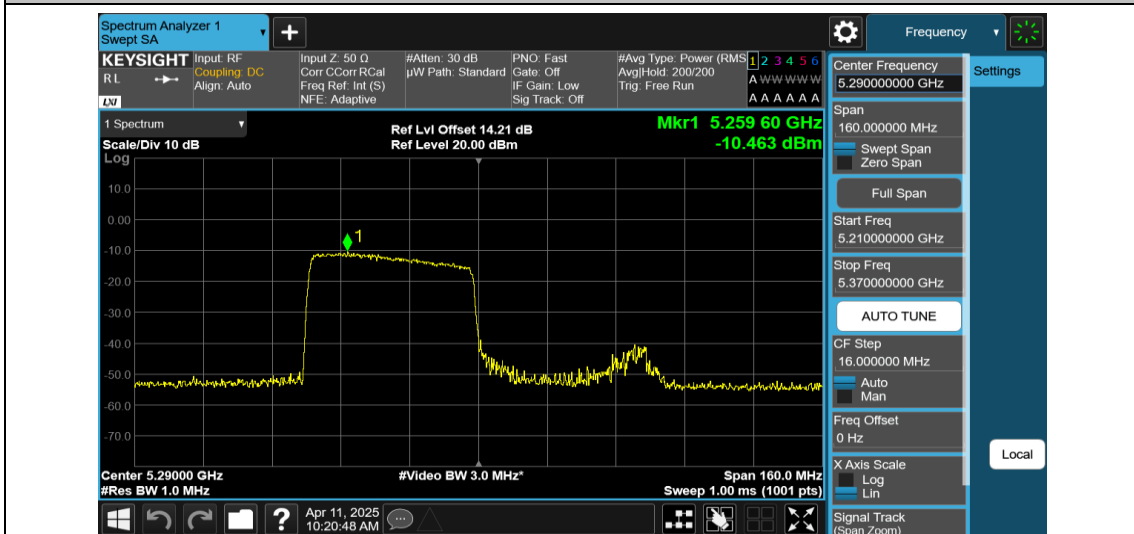 Spectrum Analyzer 1
Swept SA
Frequency
KEYSIGHT
R L
LXI
Input: RF
Coupling: DC
Align: Auto
Input Z: 50 Ω
Corr CCorr RCal
Freq Ref: Int (S)
NFE: Adaptive
#Atten: 30 dB
µW Path: Standard
PNO: Fast
Gate: Off
IF Gain: Low
Sig Track: Off
#Avg Type: Power (RMS
Avg|Hold: 200/200
Trig: Free Run
1 2 3 4 5 6
A W W W W W
A A A A A A
1 Spectrum
Scale/Div 10 dB
Log
Ref Lvl Offset 14.21 dB
Ref Level 20.00 dBm
Mkr1 5.259 60 GHz
-10.463 dBm
10.0
0.00
-10.0
-20.0
-30.0
-40.0
-50.0
-60.0
-70.0
1
Center 5.29000 GHz
#Res BW 1.0 MHz
#Video BW 3.0 MHz*
Span 160.0 MHz
Sweep 1.00 ms (1001 pts)
Center Frequency
5.290000000 GHz
Settings
Span
160.000000 MHz
Swept Span
Zero Span
Full Span
Start Freq
5.210000000 GHz
Stop Freq
5.370000000 GHz
AUTO TUNE
CF Step
16.000000 MHz
Auto
Man
Freq Offset
0 Hz
X Axis Scale
Log
Lin
Local
Signal Track
(Span Zoom)
?
Apr 11, 2025
10:20:48 AM